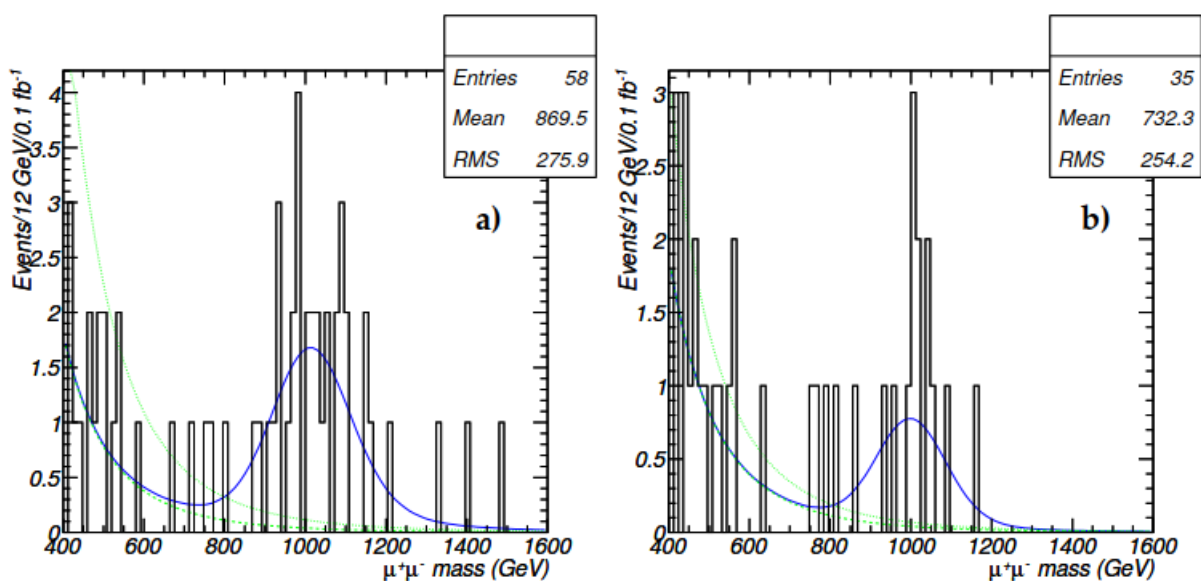 Entries 58
Mean 869.5
RMS 275.9
a)
Events/12 GeV/0.1 fb⁻¹
4
3.5
3
2.5
2
1.5
1
0.5
0
400 600 800 1000 1200 1400 1600
μ⁺μ⁻ mass (GeV)
Entries 35
Mean 732.3
RMS 254.2
b)
Events/12 GeV/0.1 fb⁻¹
3
2.5
2
1.5
1
0.5
0
400 600 800 1000 1200 1400 1600
μ⁺μ⁻ mass (GeV)